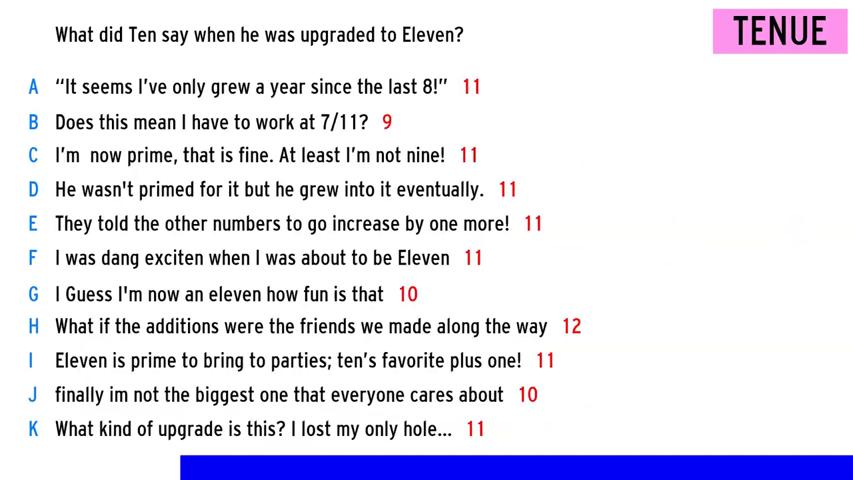 What did Ten say when he was upgraded to Eleven?
TENUE
A "It seems I've only grew a year since the last 8!" 11
B Does this mean I have to work at 7/11? 9
C I'm now prime, that is fine. At least I'm not nine! 11
D He wasn't primed for it but he grew into it eventually. 11
E They told the other numbers to go increase by one more! 11
F I was dang exciten when I was about to be Eleven 11
G I Guess I'm now an eleven how fun is that 10
H What if the additions were the friends we made along the way 12
I Eleven is prime to bring to parties; ten's favorite plus one! 11
J finally im not the biggest one that everyone cares about 10
K What kind of upgrade is this? I lost my only hole... 11